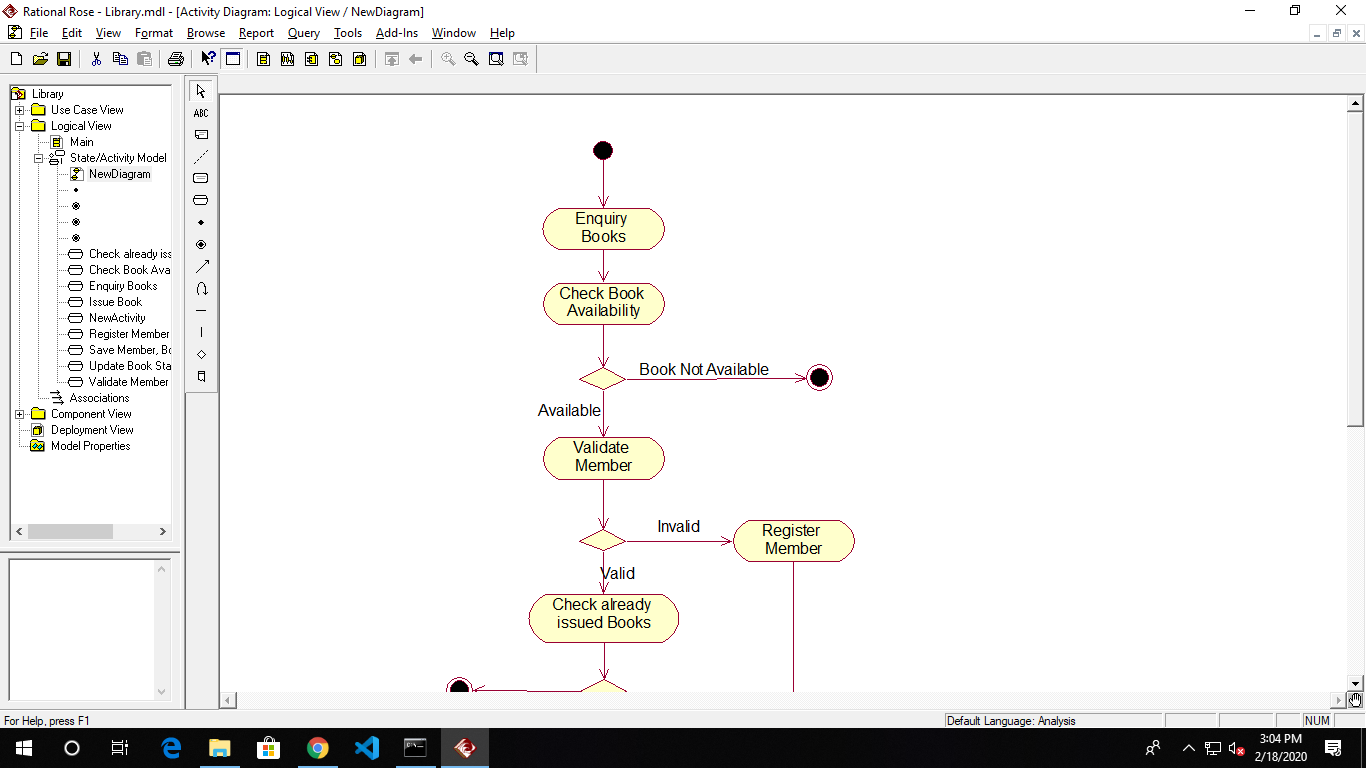 Rational Rose - Library.mdl - [Activity Diagram: Logical View / NewDiagram]
File Edit View Format Browse Report Query Tools Add-Ins Window Help
ABC
Library
Use Case View
Logical View
Main
State/Activity Model
NewDiagram
Check already iss
Check Book Ava
Enquiry Books
Issue Book
NewActivity
Register Member
Save Member, Bo
Update Book Sta
Validate Member
Associations
Component View
Deployment View
Model Properties
Enquiry
Books
Check Book
Availability
Book Not Available
Available
Validate
Member
Invalid
Register
Member
Valid
Check already
issued Books
For Help, press F1
Default Language: Analysis
NUM
3:04 PM
2/18/2020